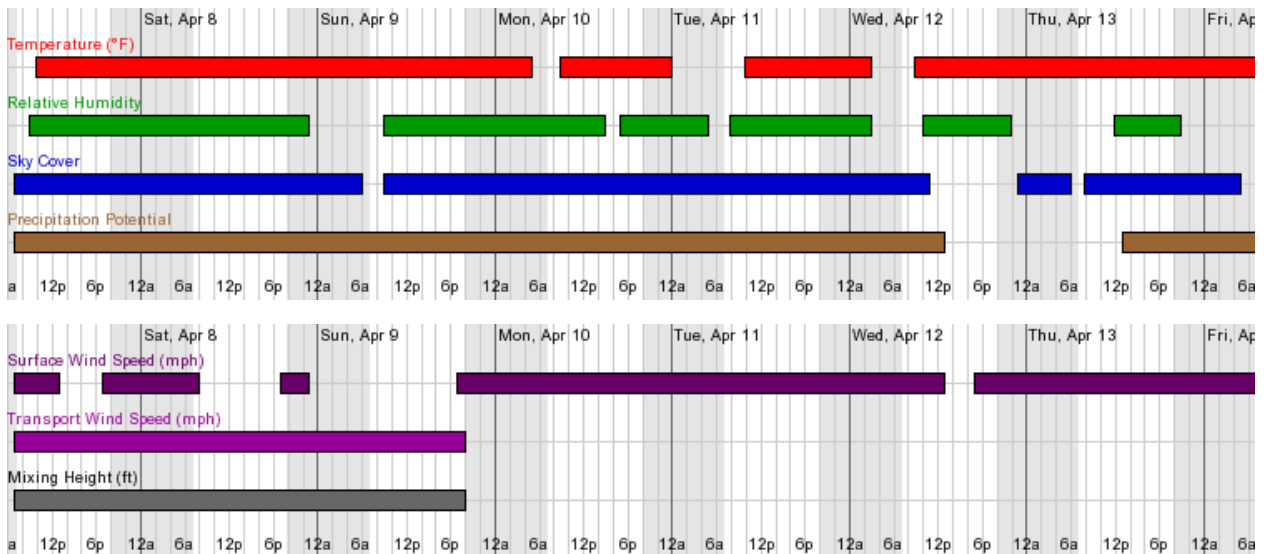 Sat, Apr 8 Sun, Apr 9 Mon, Apr 10 Tue, Apr 11 Wed, Apr 12 Thu, Apr 13 Fri, Ap
Temperature (°F)
Relative Humidity
Sky Cover
Precipitation Potential
a 12p 6p 12a 6a 12p 6p 12a 6a 12p 6p 12a 6a 12p 6p 12a 6a 12p 6p 12a 6a 12p 6p 12a 6a 12p 6p 12a 6a
Sat, Apr 8 Sun, Apr 9 Mon, Apr 10 Tue, Apr 11 Wed, Apr 12 Thu, Apr 13 Fri, Ap
Surface Wind Speed (mph)
Transport Wind Speed (mph)
Mixing Height (ft)
a 12p 6p 12a 6a 12p 6p 12a 6a 12p 6p 12a 6a 12p 6p 12a 6a 12p 6p 12a 6a 12p 6p 12a 6a 12p 6p 12a 6a